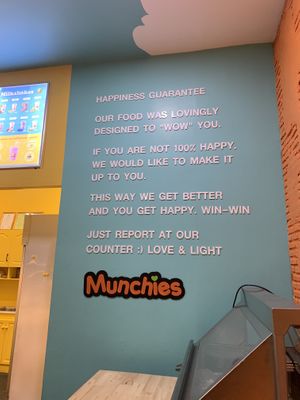 HAPPINESS GUARANTEE
OUR FOOD WAS LOVINGLY
DESIGNED TO "WOW" YOU.
IF YOU ARE NOT 100% HAPPY.
WE WOULD LIKE TO MAKE IT
UP TO YOU.
THIS WAY WE GET BETTER
AND YOU GET HAPPY. WIN-WIN
JUST REPORT AT OUR
COUNTER :) LOVE & LIGHT
Munchies